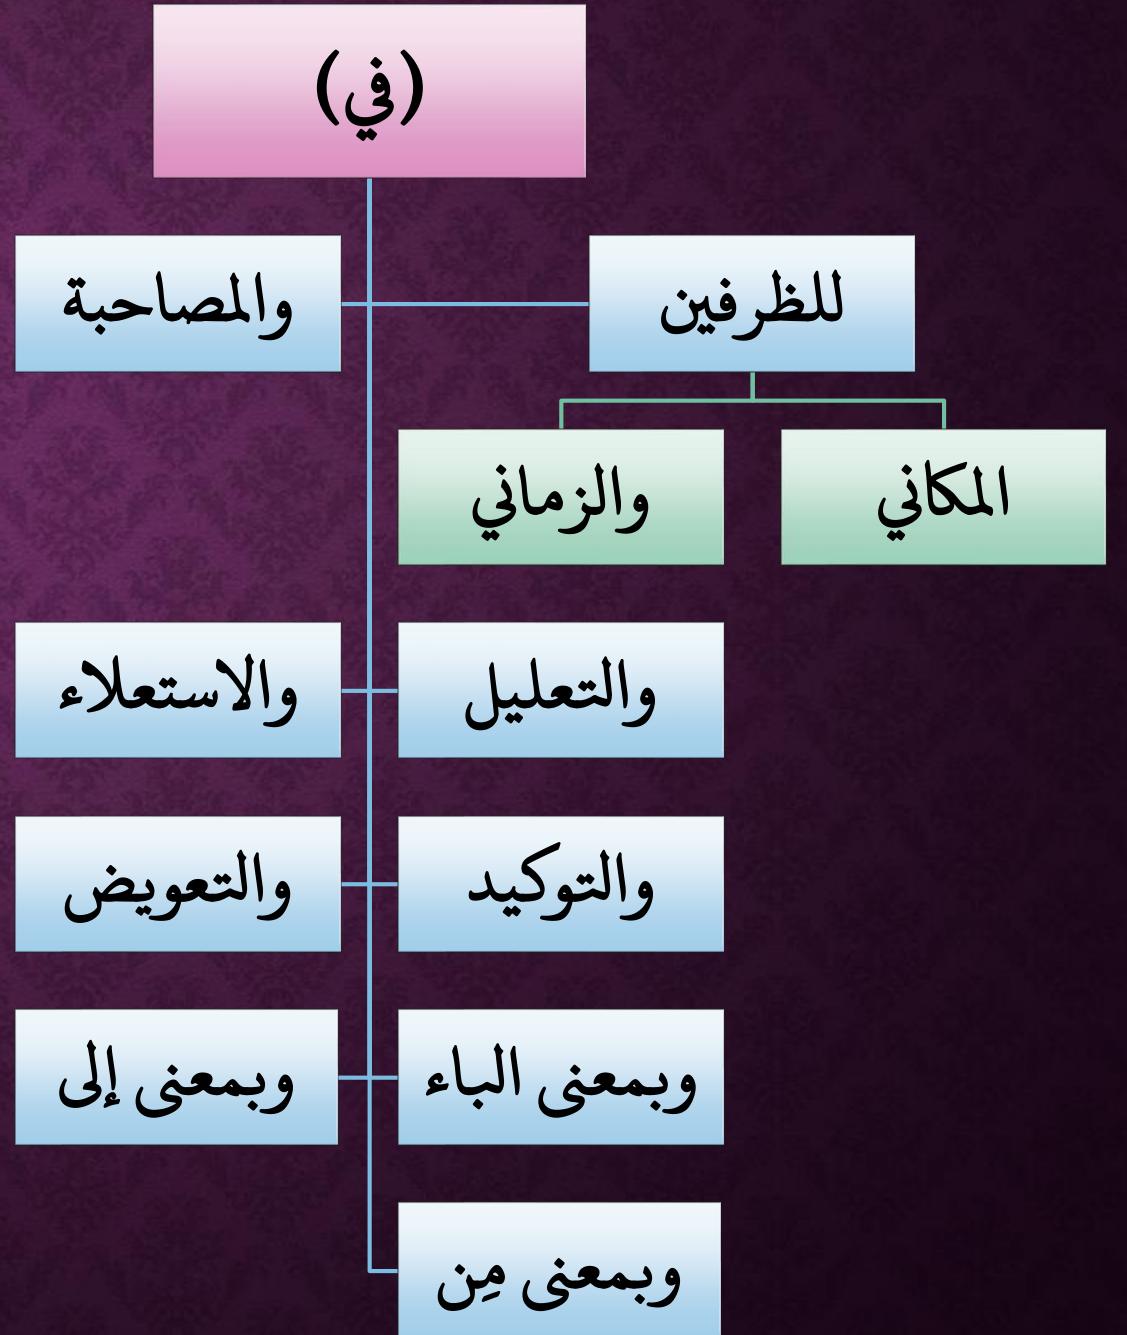 (في)
للظرفين
والمصاحبة
المكاني
والزماني
والتعليل
والاستعلاء
والتوكيد
والتعويض
وبمعنى الباء
وبمعنى إلى
وبمعنى مِن